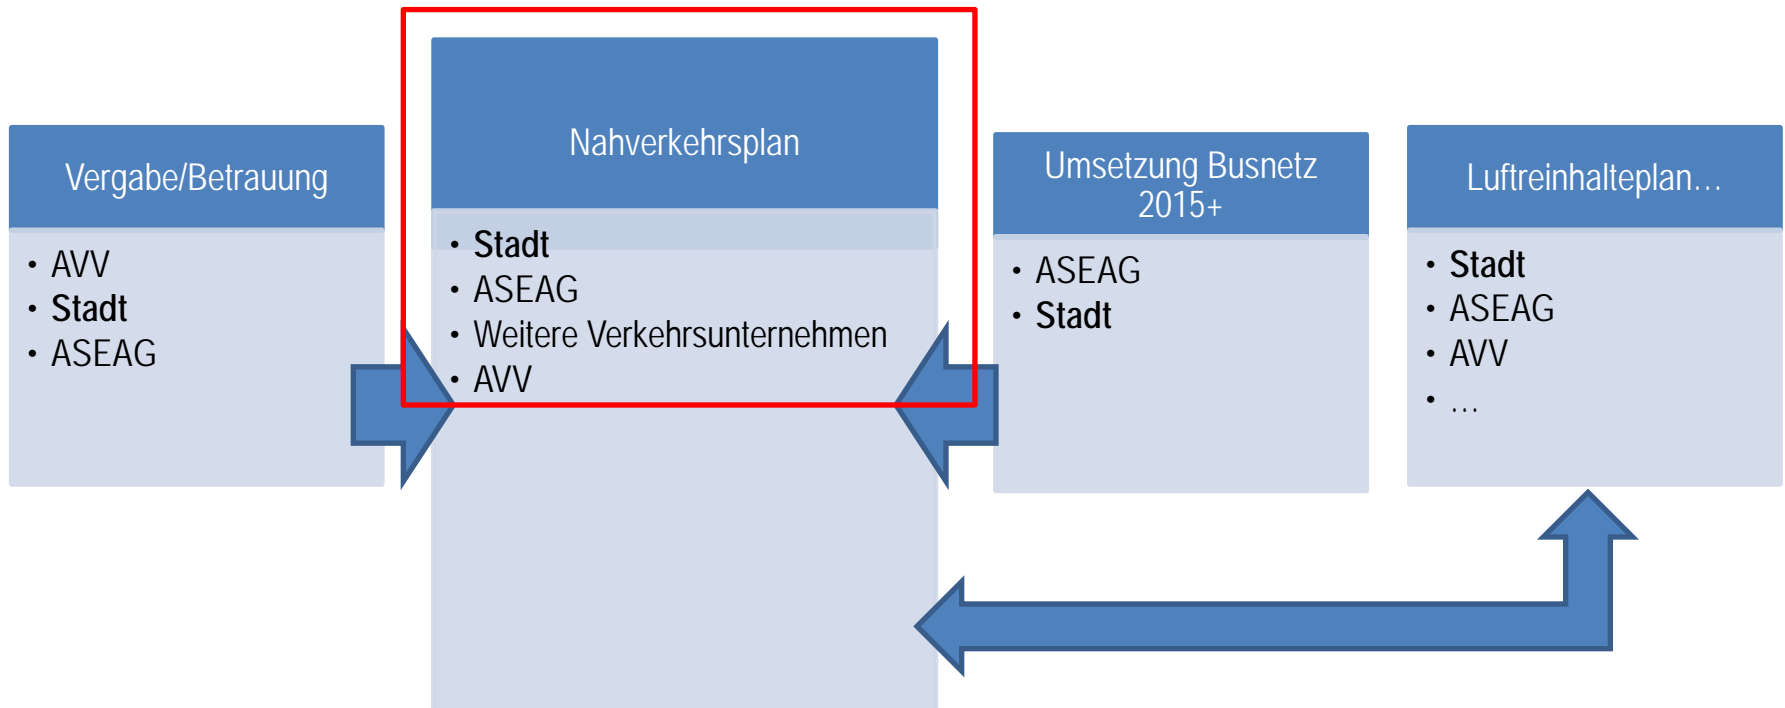 Vergabe/Betrauung
• AVV
• Stadt
• ASEAG
Nahverkehrsplan
• Stadt
• ASEAG
• Weitere Verkehrsunternehmen
• AVV
Umsetzung Busnetz
2015+
• ASEAG
• Stadt
Luftreinhalteplan…
• Stadt
• ASEAG
• AVV
• …